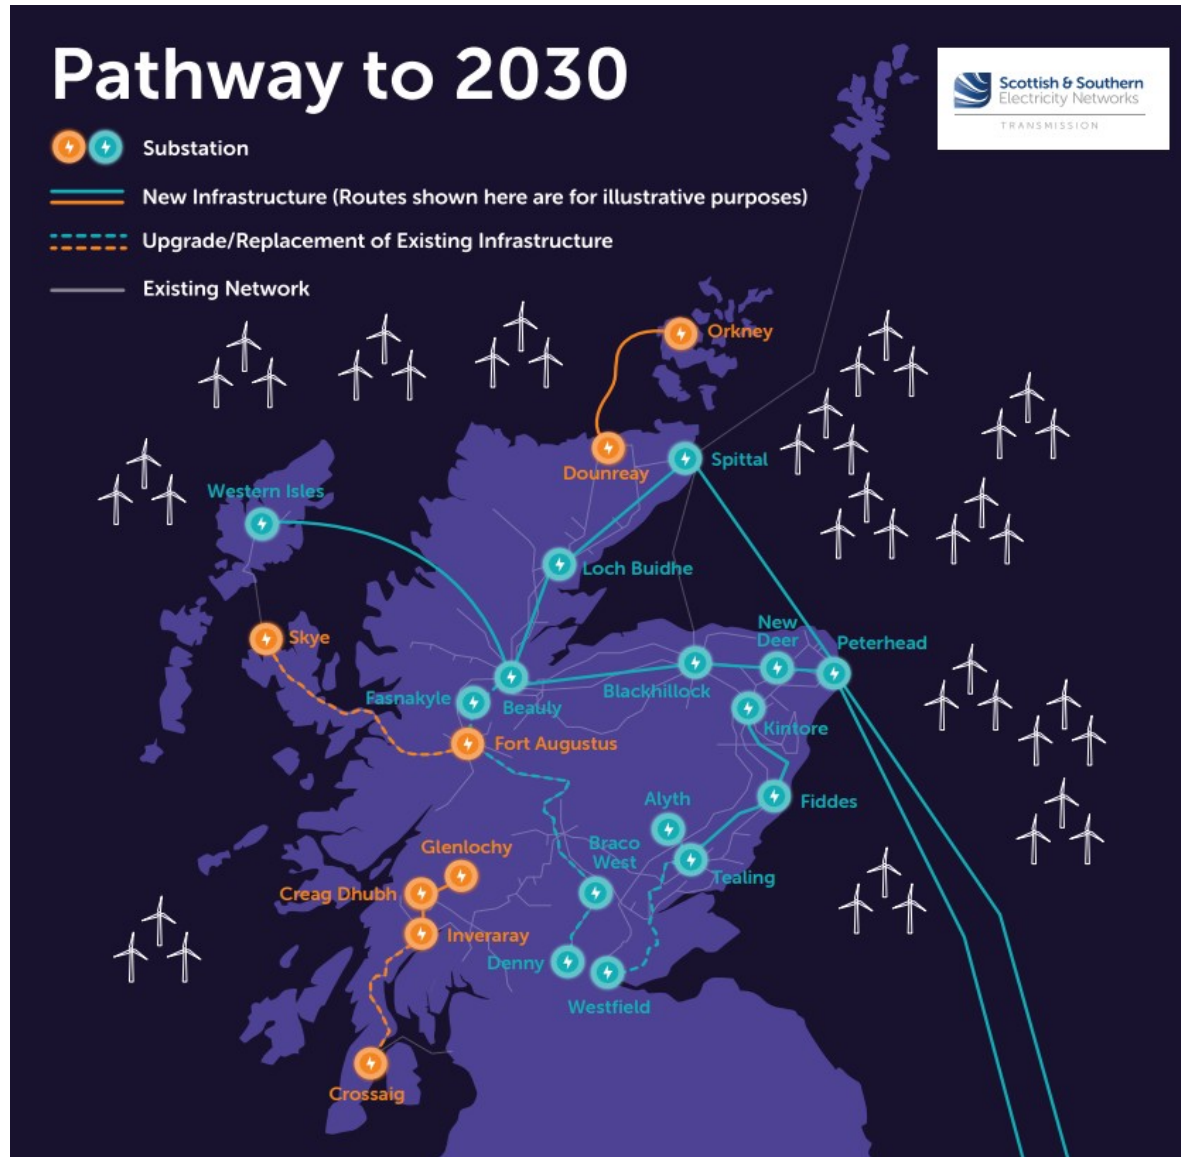 Pathway to 2030
Scottish & Southern
Electricity Networks
TRANSMISSION
Substation
New Infrastructure (Routes shown here are for illustrative purposes)
Upgrade/Replacement of Existing Infrastructure
Existing Network
Orkney
Dounreay
Spittal
Western Isles
Loch Buidhe
Skye
New
Deer
Peterhead
Fasnakyle
Beauly
Blackhillock
Kintore
Fort Augustus
Alyth
Fiddes
Braco
West
Glenlochy
Tealing
Creag Dhubh
Inveraray
Denny
Westfield
Crossaig